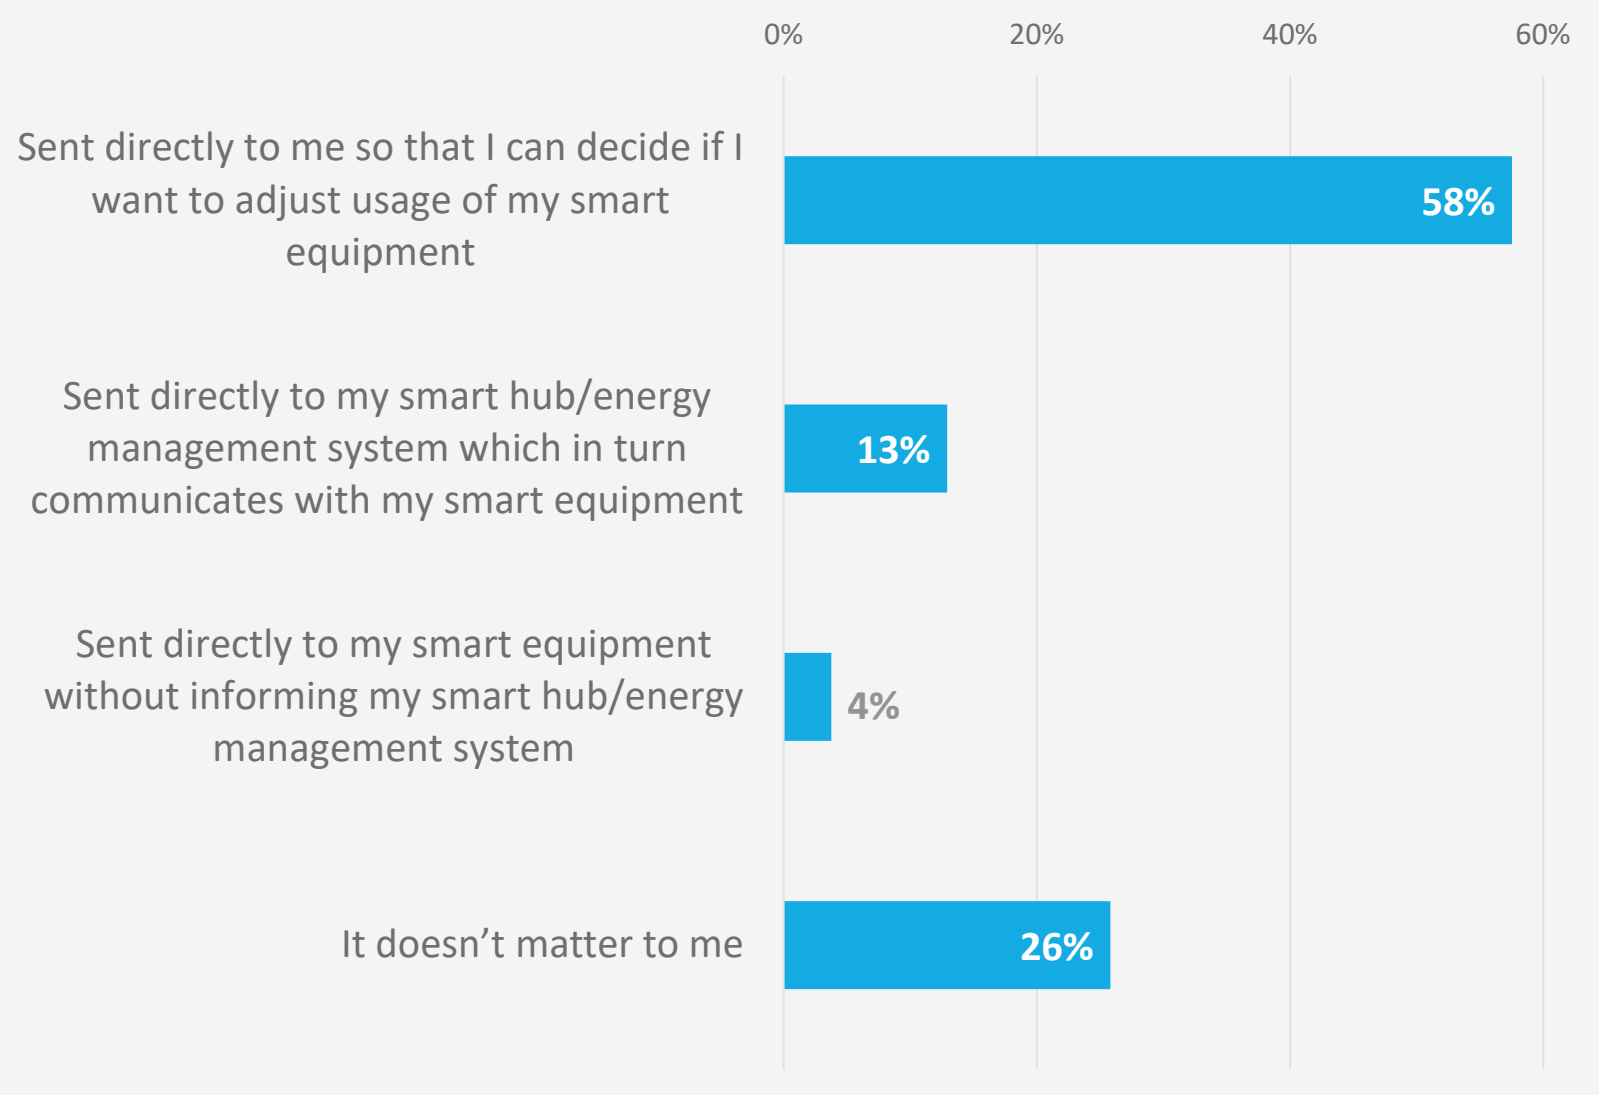 0% 20% 40% 60%
Sent directly to me so that I can decide if I
want to adjust usage of my smart
equipment
58%
Sent directly to my smart hub/energy
management system which in turn
communicates with my smart equipment
13%
Sent directly to my smart equipment
without informing my smart hub/energy
management system
4%
It doesn’t matter to me
26%